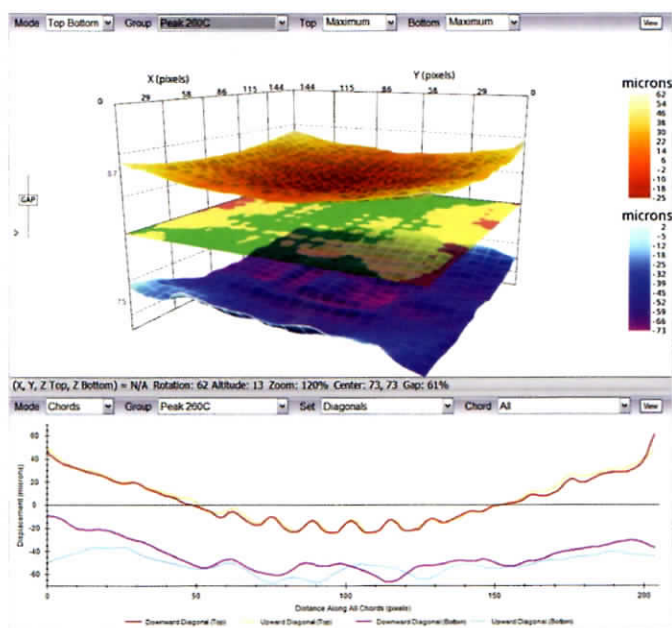 Mode Top Bottom Group Peak 260C Top Maximum Bottom Maximum View
X (pixels) Y (pixels)
0 29 58 86 115 144 144 115 86 58 29 0
microns
62
54
46
38
30
22
14
6
-2
-10
-18
-25
GAP
microns
2
-5
-12
-18
-25
-32
-39
-45
-52
-59
-66
-73
(X, Y, Z Top, Z Bottom) = N/A Rotation: 62 Altitude: 13 Zoom: 120% Center: 73, 73 Gap: 61%
Mode Chords Group Peak 260C Set Diagonals Chord All View
Displacement (microns)
60
40
20
0
-20
-40
-60
0 50 100 150 200
Distance Along All Chords (pixels)
Downward Diagonal (Top) Upward Diagonal (Top) Downward Diagonal (Bottom) Upward Diagonal (Bottom)